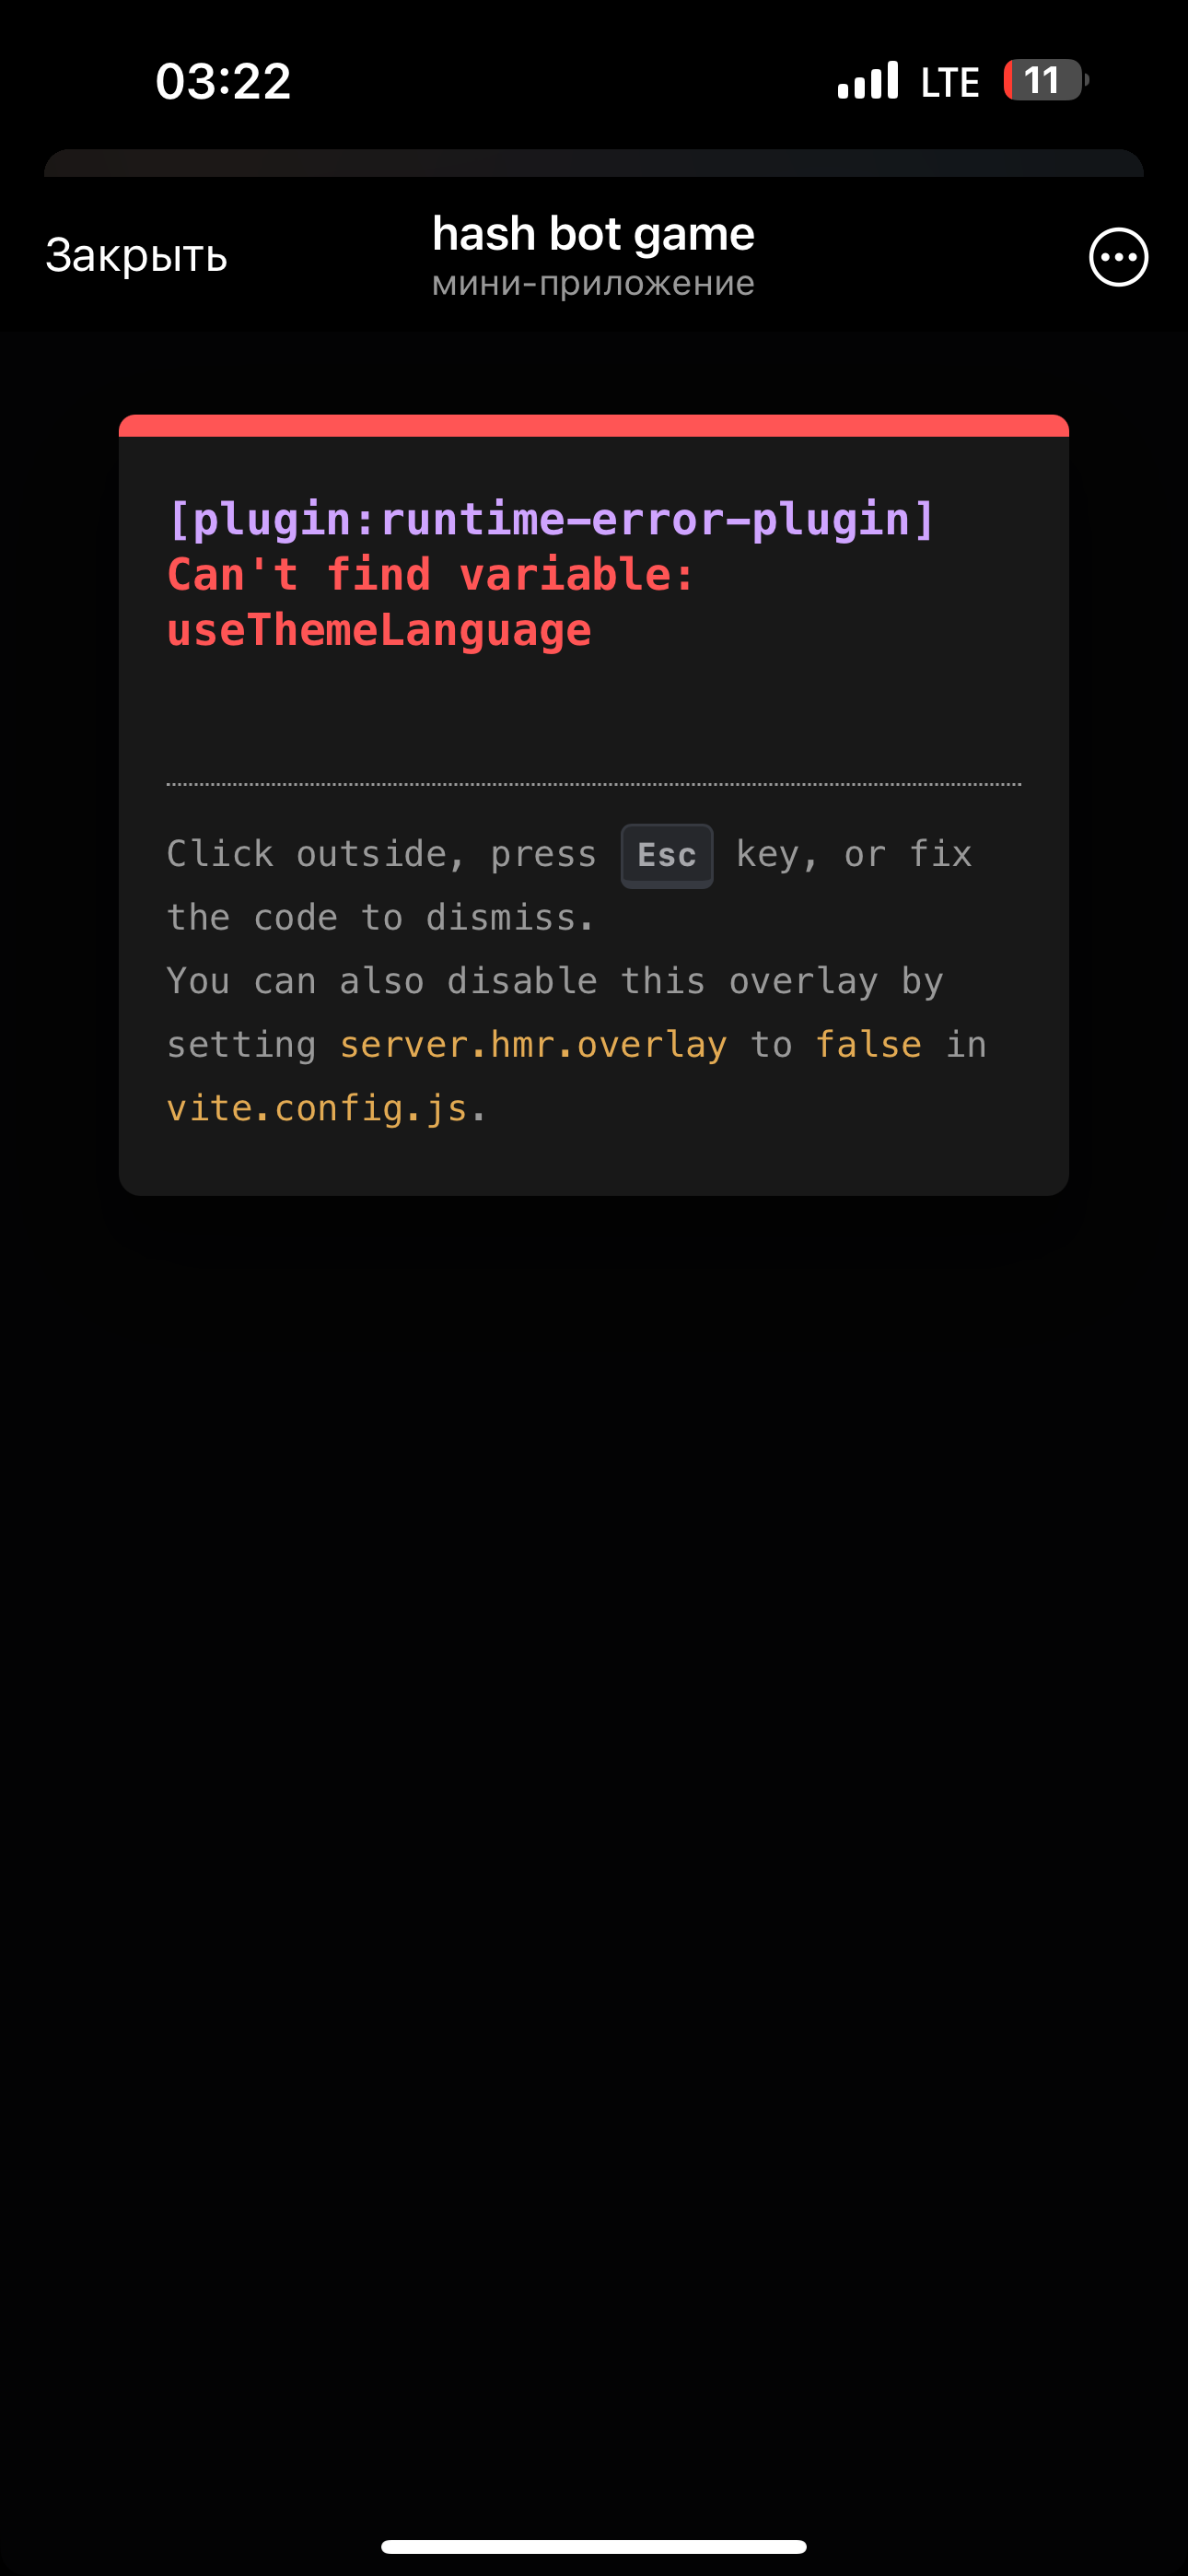 03:22
LTE
11
Закрыть
hash bot game
мини-приложение
[plugin:runtime-error-plugin]
Can't find variable:
useThemeLanguage
Click outside, press Esc key, or fix
the code to dismiss.
You can also disable this overlay by
setting server.hmr.overlay to false in
vite.config.js.